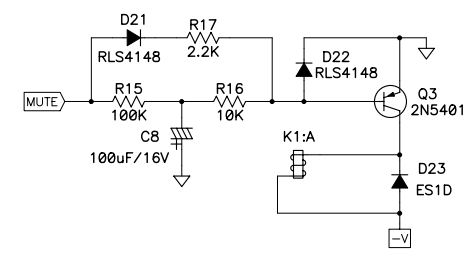 D21
R17
RLS4148
2.2K
D22
RLS4148
Q3
2N5401
MUTE
R15
R16
100K
10K
C8
100uF/16V
+
K1:A
D23
ES1D
-V